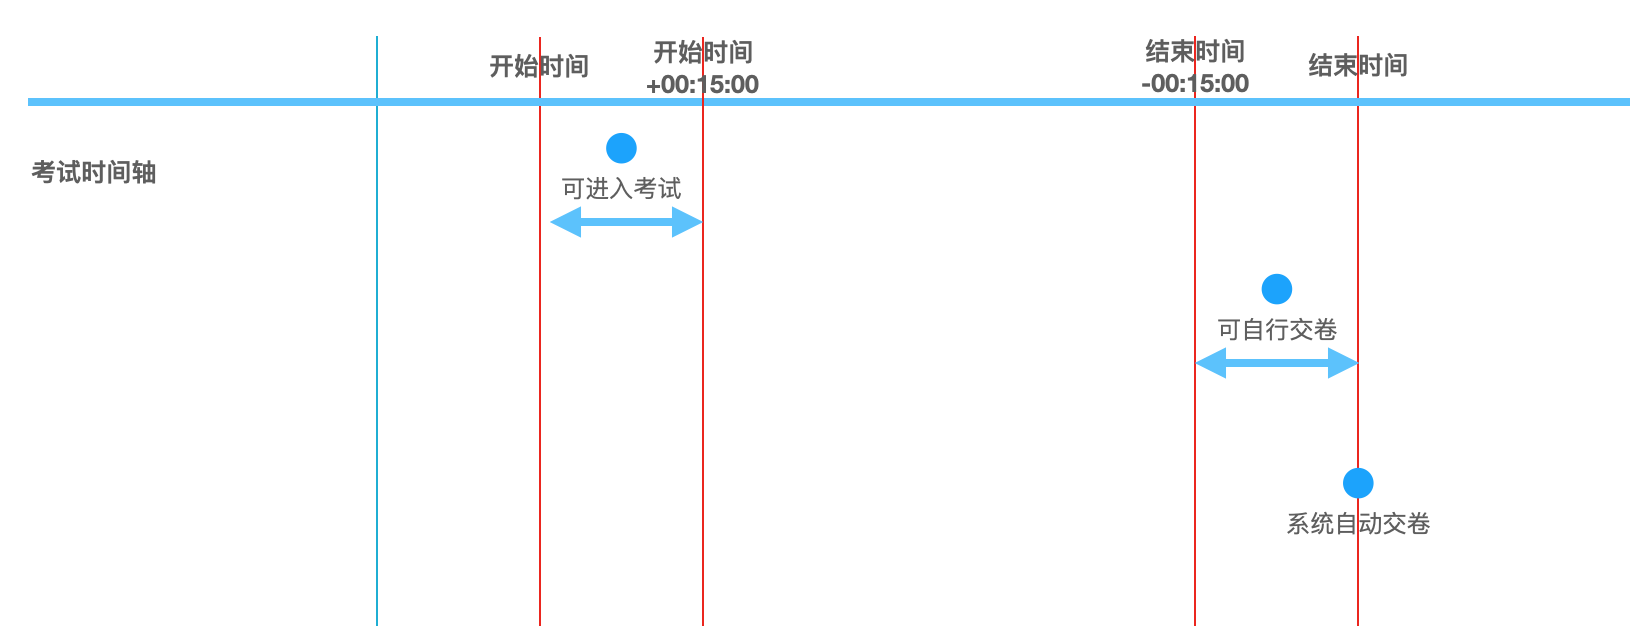 开始时间
开始时间
+00:15:00
结束时间
-00:15:00
结束时间
考试时间轴
可进入考试
可自行交卷
系统自动交卷